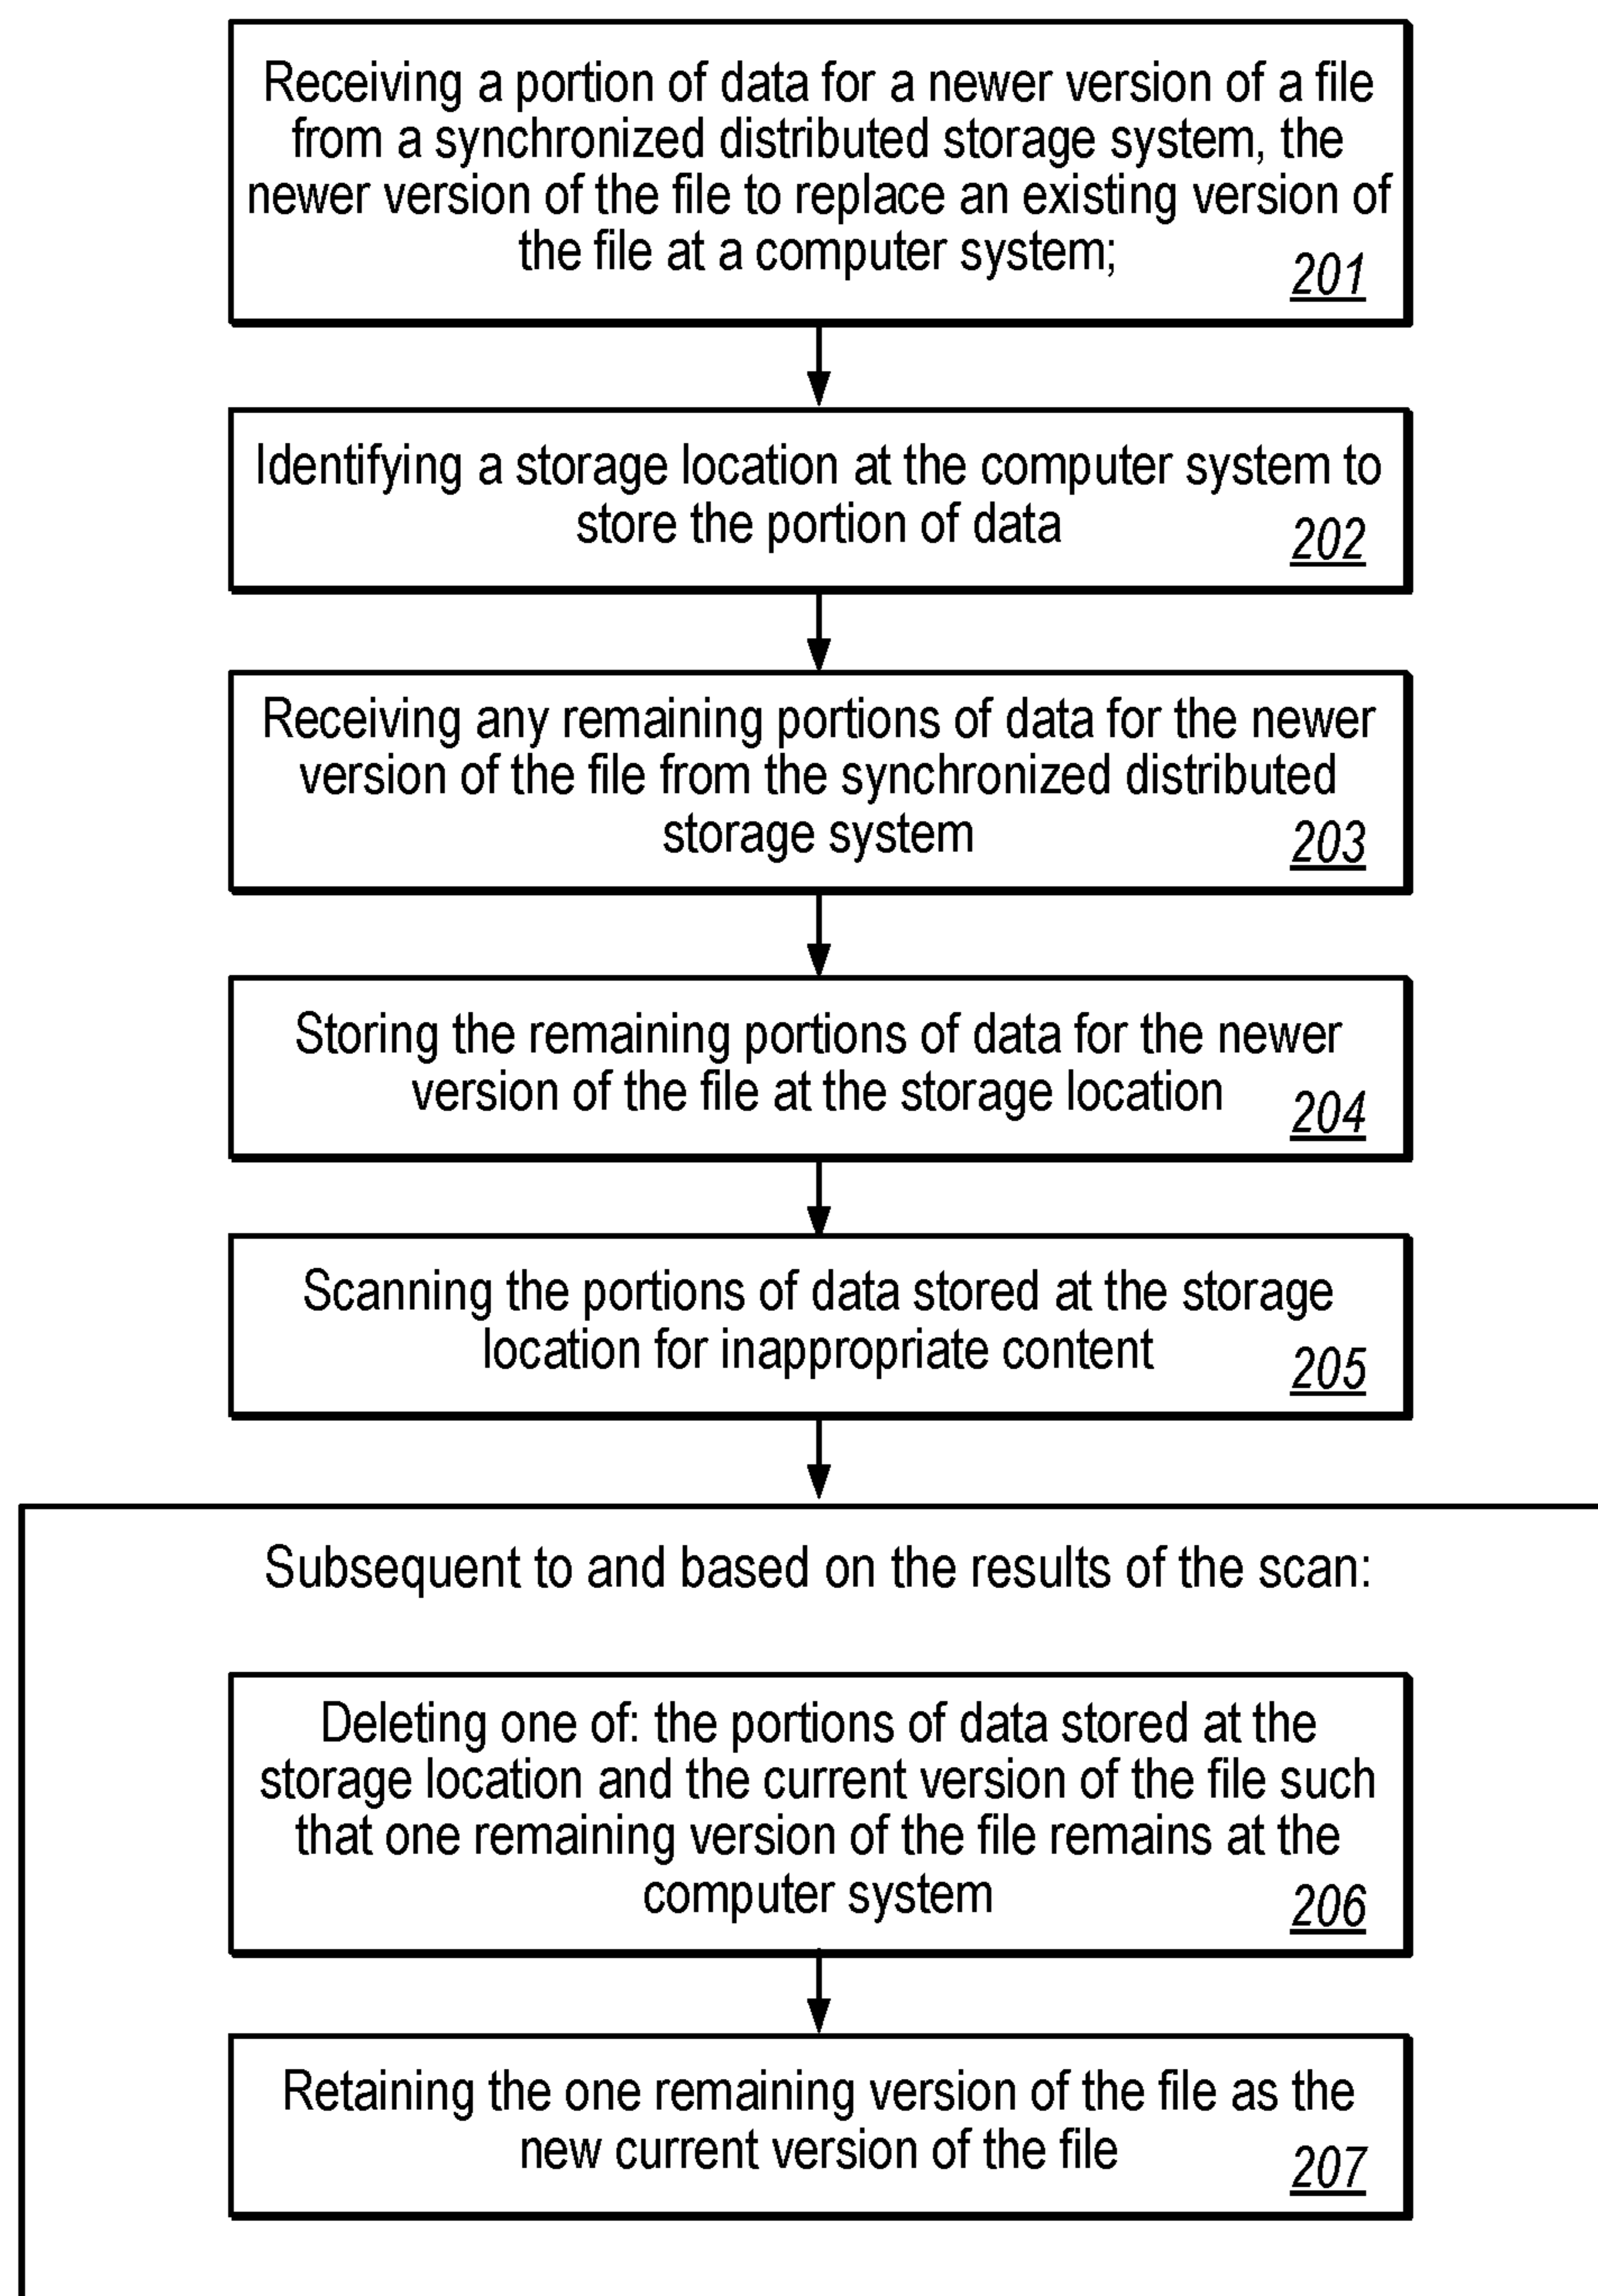 Receiving a portion of data for a newer version of a file
from a synchronized distributed storage system, the
newer version of the file to replace an existing version of
the file at a computer system;
201
Identifying a storage location at the computer system to
store the portion of data
202
Receiving any remaining portions of data for the newer
version of the file from the synchronized distributed
storage system
203
Storing the remaining portions of data for the newer
version of the file at the storage location
204
Scanning the portions of data stored at the storage
location for inappropriate content
205
Subsequent to and based on the results of the scan:
Deleting one of: the portions of data stored at the
storage location and the current version of the file such
that one remaining version of the file remains at the
computer system
206
Retaining the one remaining version of the file as the
new current version of the file
207